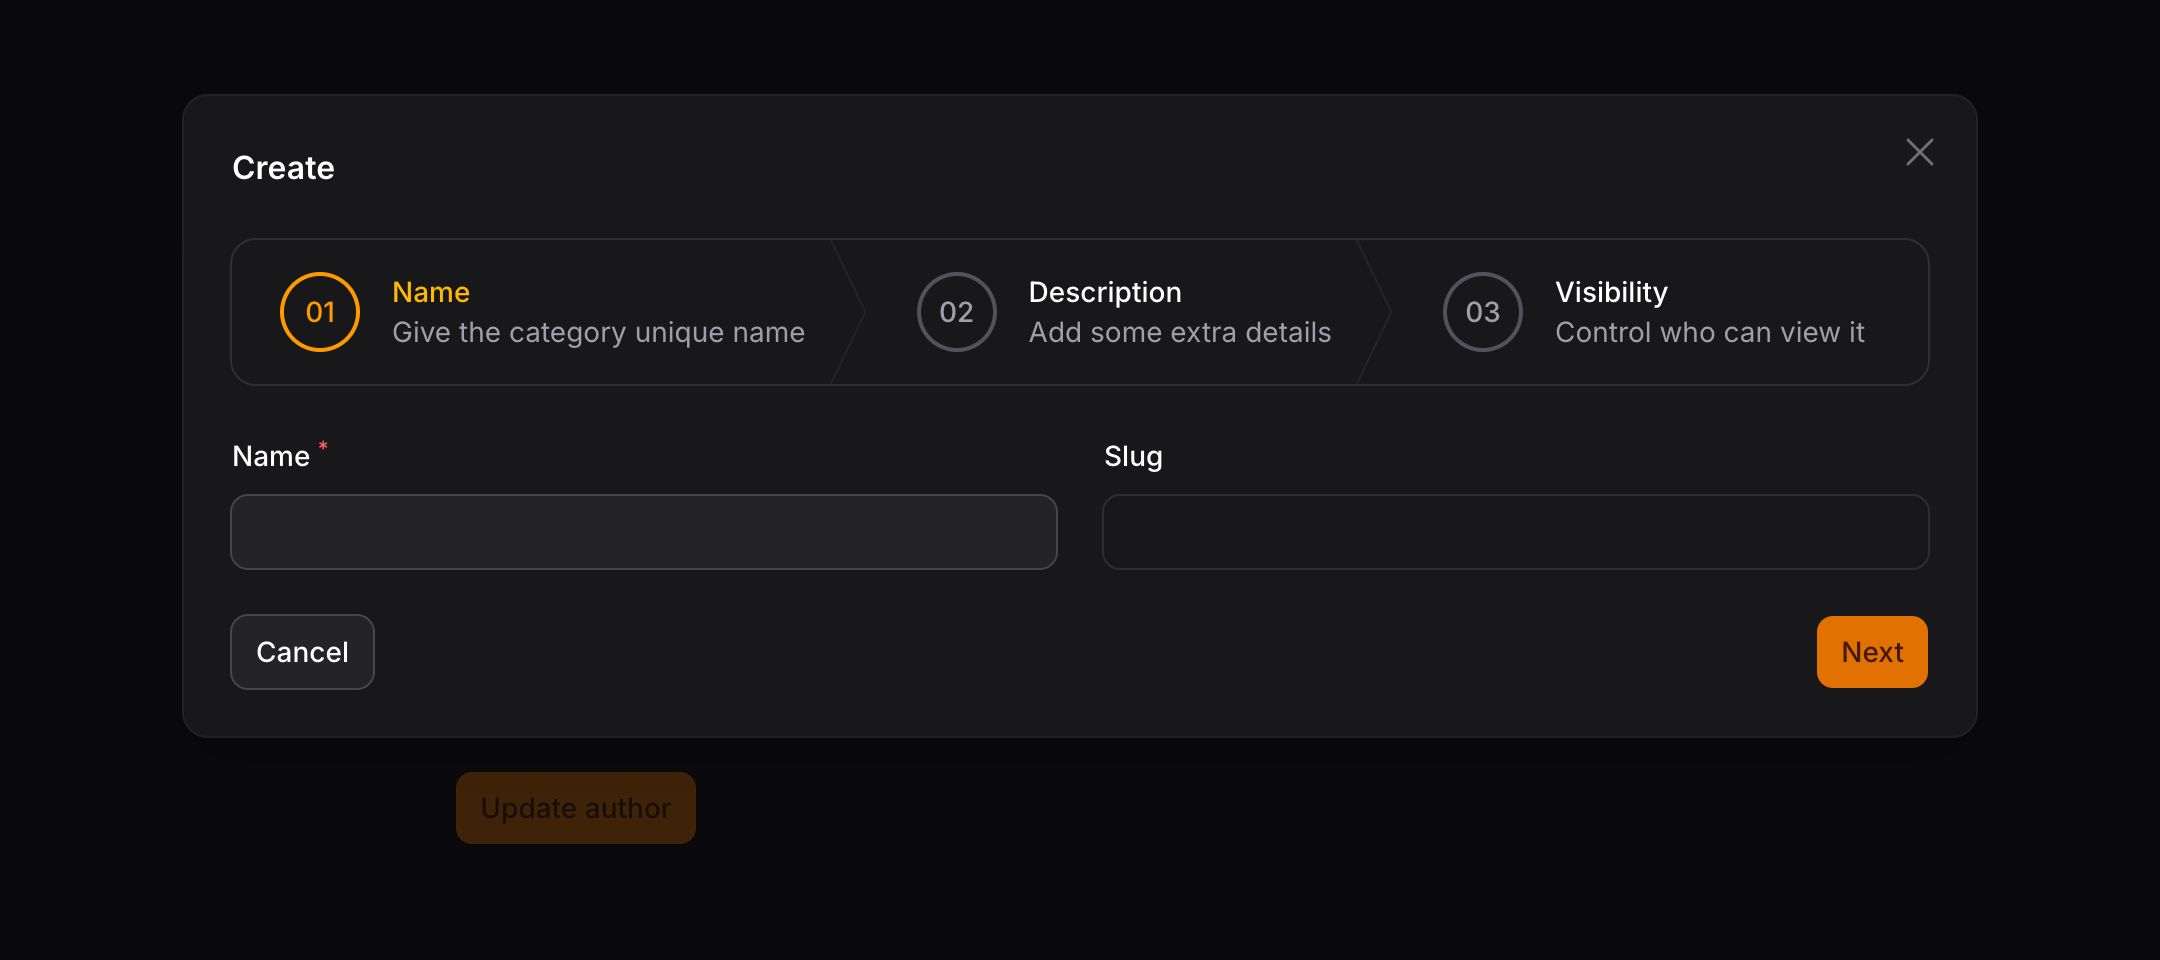 Create
01
Name
Give the category unique name
02
Description
Add some extra details
03
Visibility
Control who can view it
Name *
Slug
Cancel
Next
Update author